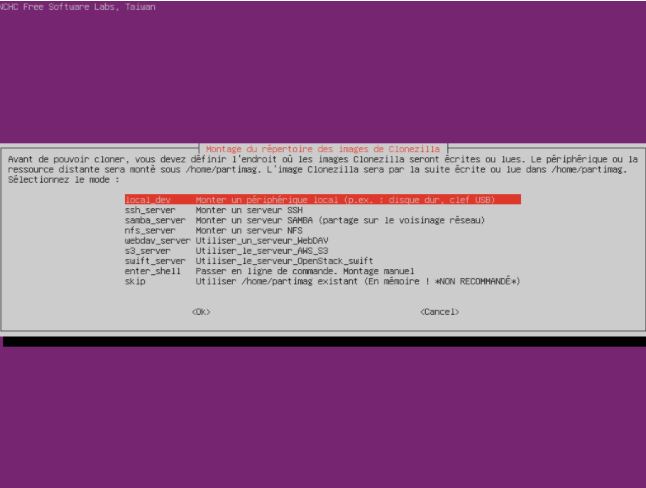 NCHC Free Software Labs, Taiwan
Montage du répertoire des images de Clonezilla
Avant de pouvoir cloner, vous devez définir l'endroit où les images Clonezilla seront écrites ou lues. Le périphérique ou la
ressource distante sera monté sous /home/partimag. L'image Clonezilla sera par la suite écrite ou lue dans /home/partimag.
Sélectionnez le mode :
local_dev Monter un périphérique local (p.ex. : disque dur, clef USB)
ssh_server Monter un serveur SSH
samba_server Monter un serveur SAMBA (partage sur le voisinage réseau)
nfs_server Monter un serveur NFS
webdav_server Utiliser_un_serveur_WebDAV
s3_server Utiliser_le_serveur_AWS_S3
swift_server Utiliser_le_serveur_OpenStack_swift
enter_shell Passer en ligne de commande. Montage manuel
skip Utiliser /home/partimag existant (En mémoire ! *NON RECOMMANDÉ*)
<Ok> <Cancel>